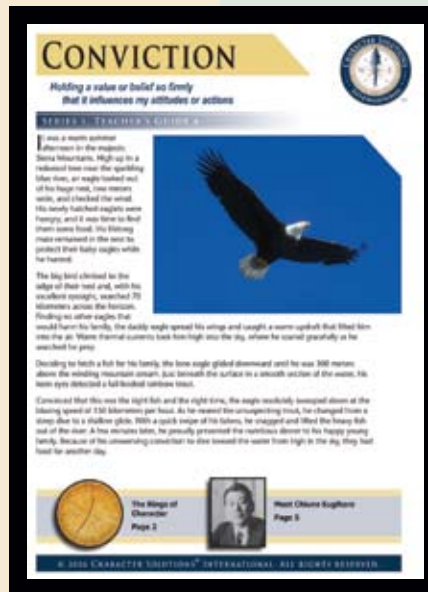 CONVICTION
CHARACTER SOLUTIONS
INTERNATIONAL
Holding a value or belief so firmly
that it influences my attitudes or actions
SERIES 1, TEACHER'S GUIDE
It was a warm summer
afternoon in the majestic
Sierra Mountains. High up in a
redwood tree near the sparkling
blue river, an eagle looked out
of his huge nest, two meters
wide, and checked the wind.
His newly hatched eaglets were
hungry, and it was time to find
them some food. His lifelong
mate remained in the nest to
protect their baby eagles while
he hunted.
The big bird climbed to the
edge of their nest and, with his
excellent eyesight, searched 70
kilometers across the horizon.
Finding no other eagles that
would harm his family, the daddy eagle spread his wings and caught a warm updraft that lifted him
into the air. Warm thermal currents took him high into the sky, where he soared gracefully as he
searched for prey.
Deciding to fetch a fish for his family, the lone eagle glided downward until he was 300 meters
above the winding mountain stream. Just beneath the surface in a smooth section of the water, his
keen eyes detected a full-bodied rainbow trout.
Convinced that this was the right fish and the right time, the eagle resolutely swooped down at the
blazing speed of 150 kilometers per hour. As he neared the unsuspecting trout, he changed from a
steep dive to a shallow glide. With a quick swipe of his talons, he snagged and lifted the heavy fish
out of the river. A few minutes later, he proudly presented the nutritious dinner to his happy young
family. Because of his unwavering conviction to dive toward the water from high in the sky, they had
food for another day.
The Rings of
Character
Page 2
Meet Chiune Sugihara
Page 5
© 2006 CHARACTER SOLUTIONS® INTERNATIONAL. ALL RIGHTS RESERVED.